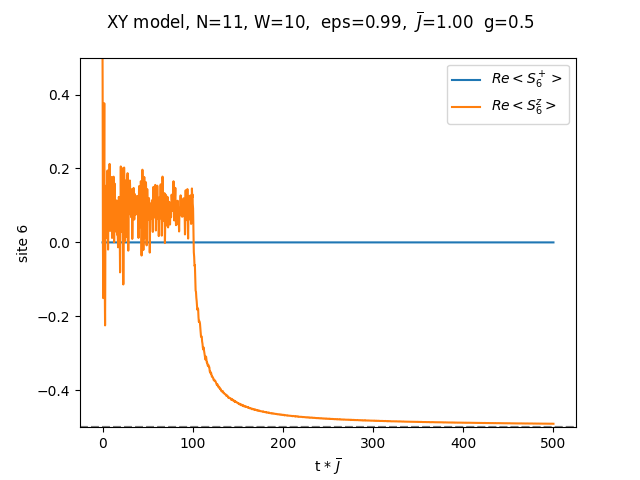 XY model, N=11, W=10, eps=0.99, J̄=1.00 g=0.5
Re<S₆⁺>
Re<S₆ᶻ>
site 6
0.4
0.2
0.0
−0.2
−0.4
0
100
200
300
400
500
t * J̄